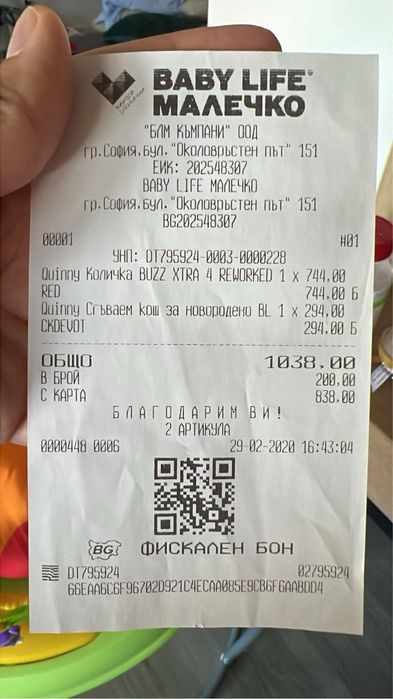 BABY LIFE®
МАЛЕЧКО
"БЛМ КЪМПАНИ" ООД
гр.София.бул."Околовръстен път" 151
ЕИК: 202548307
BABY LIFE МАЛЕЧКО
гр.София.бул."Околовръстен път" 151
BG202548307
00001 #01
УНП: DT795924-0003-0000228
Quinny Количка BUZZ XTRA 4 REWORKED 1 x 744.00
RED 744.00 Б
Quinny Сгъваем кош за новородено BL 1 x 294.00
CKDEVOT 294.00 Б
ОБЩО 1038.00
В БРОЙ 200.00
С КАРТА 838.00
БЛАГОДАРИМ ВИ!
2 АРТИКУЛА
0000448 0006 29-02-2020 16:43:04
BG ФИСКАЛЕН БОН
DT795924 02795924
66EAA6C6F96702D921C4ECAA085E9CB6F6AABDD4